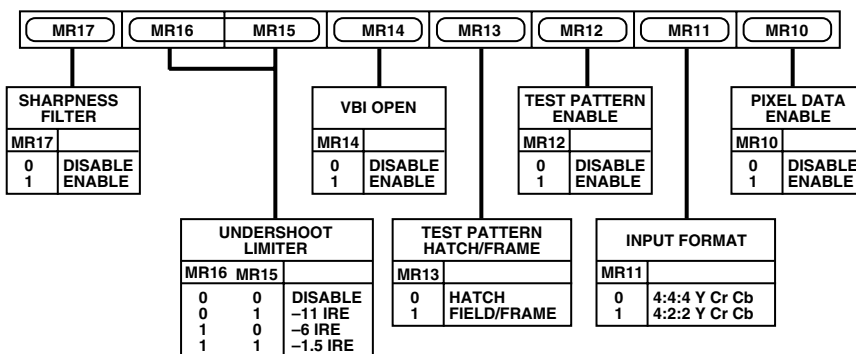 MR17 MR16 MR15 MR14 MR13 MR12 MR11 MR10
SHARPNESS
FILTER
MR17
0 DISABLE
1 ENABLE
VBI OPEN
MR14
0 DISABLE
1 ENABLE
TEST PATTERN
ENABLE
MR12
0 DISABLE
1 ENABLE
PIXEL DATA
ENABLE
MR10
0 DISABLE
1 ENABLE
UNDERSHOOT
LIMITER
MR16 MR15
0 0 DISABLE
0 1 –11 IRE
1 0 –6 IRE
1 1 –1.5 IRE
TEST PATTERN
HATCH/FRAME
MR13
0 HATCH
1 FIELD/FRAME
INPUT FORMAT
MR11
0 4:4:4 Y Cr Cb
1 4:2:2 Y Cr Cb